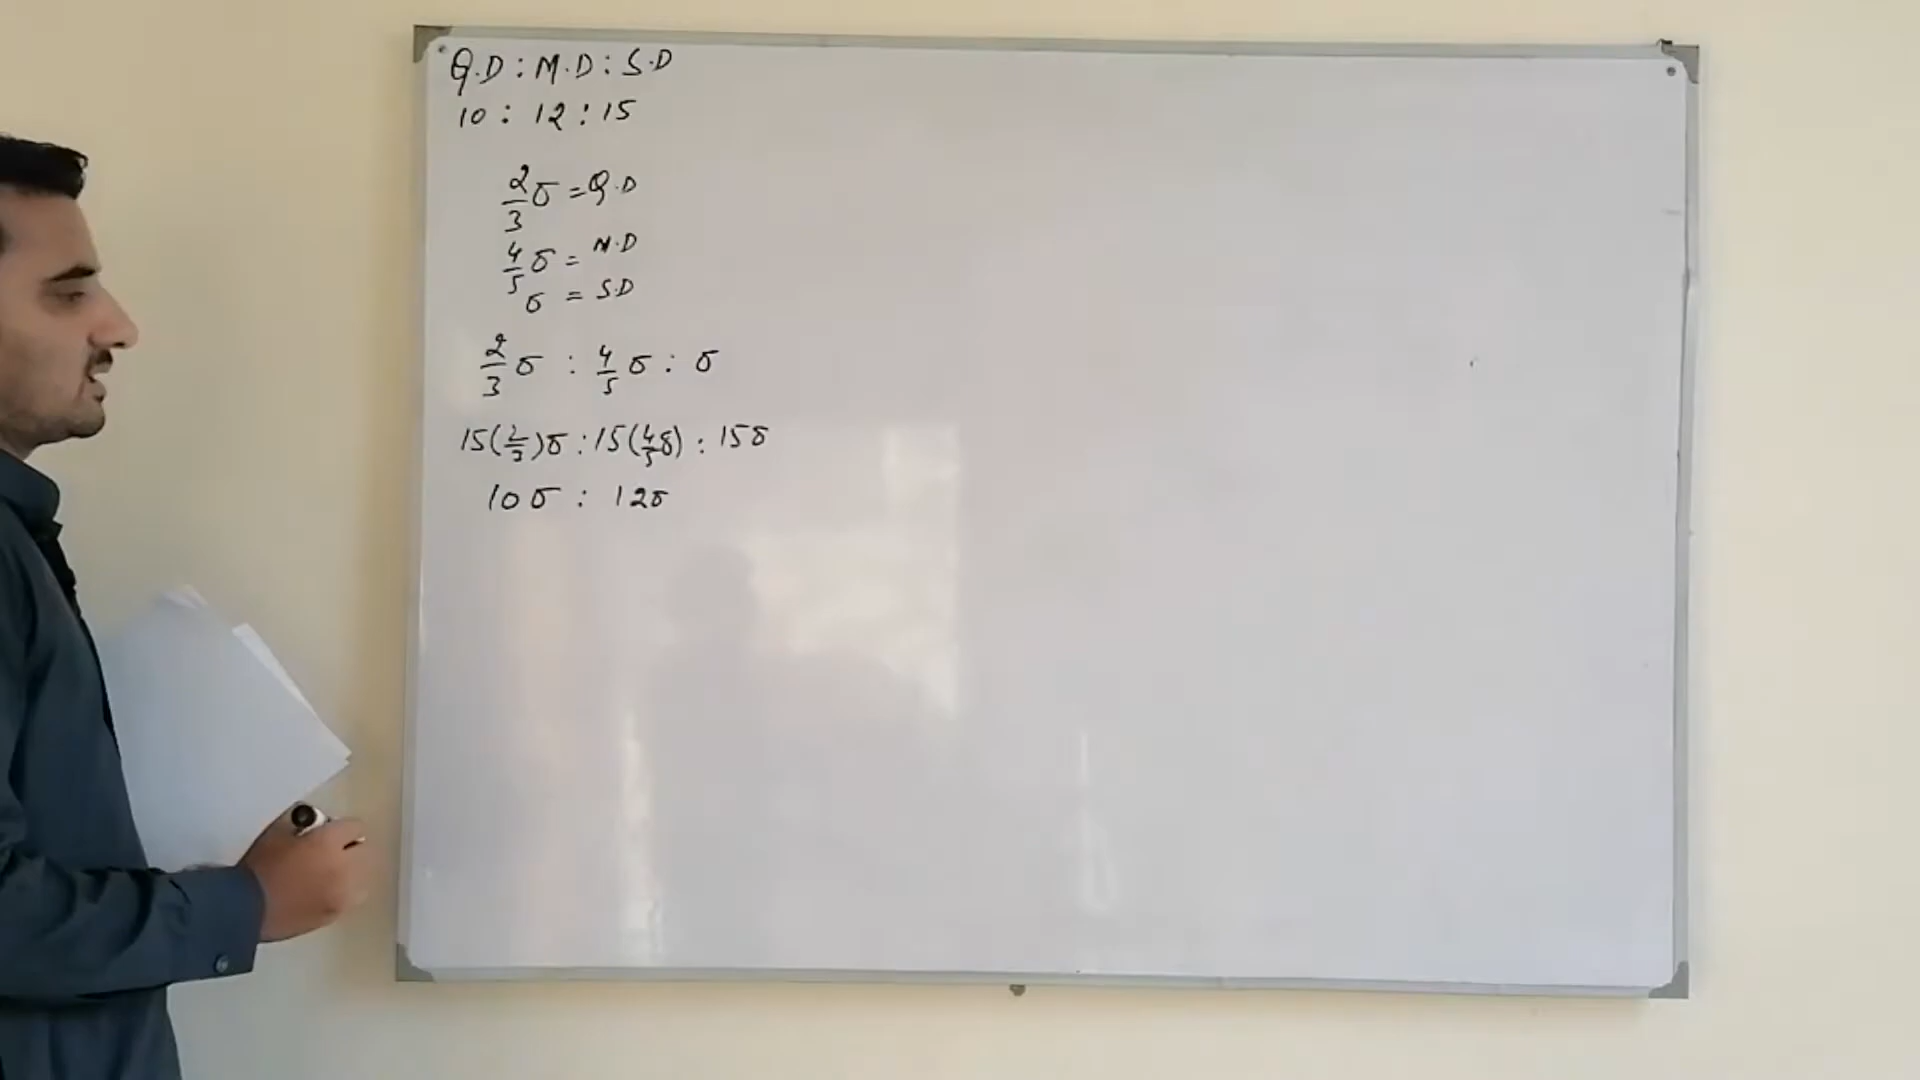 Q.D : M.D : S.D
10 : 12 : 15
2/3 σ = Q.D
4/5 σ = M.D
σ = S.D
2/3 σ : 4/5 σ : σ
15(2/3)σ : 15(4/5 σ) : 15σ
10σ : 12σ